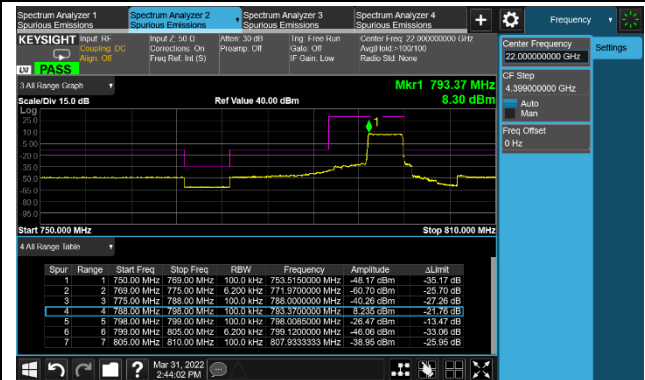 Spectrum Analyzer 1 Spectrum Analyzer 2 Spectrum Analyzer 3 Spectrum Analyzer 4 Frequency
Spurious Emissions Spurious Emissions Spurious Emissions Spurious Emissions
KEYSIGHT Input: RF Input Z: 50 Ω Atten: 30 dB Trig: Free Run Center Freq: 22.000000000 GHz
Coupling: DC Corrections: On Preamp: Off Gate: Off Avg|Hold:>100/100
Align: Off Freq Ref: Int (S) IF Gain: Low Radio Std: None
LXI PASS
Center Frequency
22.000000000 GHz
Settings
CF Step
4.399000000 GHz
Auto
Man
Freq Offset
0 Hz
3 All Range Graph
Mkr1 793.37 MHz
Scale/Div 15.0 dB Ref Value 40.00 dBm 8.30 dBm
Log
25.0
10.0
-5.00
-20.0
-35.0
-50.0
-65.0
-80.0
-95.0
1
Start 750.000 MHz Stop 810.000 MHz
4 All Range Table
Spur Range Start Freq Stop Freq RBW Frequency Amplitude ΔLimit
1 1 750.00 MHz 769.00 MHz 100.0 kHz 753.5150000 MHz -48.17 dBm -35.17 dB
2 2 769.00 MHz 775.00 MHz 6.200 kHz 771.9700000 MHz -60.70 dBm -25.70 dB
3 3 775.00 MHz 788.00 MHz 100.0 kHz 788.0000000 MHz -40.26 dBm -27.26 dB
4 4 788.00 MHz 798.00 MHz 100.0 kHz 793.3700000 MHz 8.235 dBm -21.76 dB
5 5 798.00 MHz 799.00 MHz 100.0 kHz 798.0085000 MHz -26.47 dBm -13.47 dB
6 6 799.00 MHz 805.00 MHz 6.200 kHz 799.1200000 MHz -46.06 dBm -33.06 dB
7 7 805.00 MHz 810.00 MHz 100.0 kHz 807.9333333 MHz -38.95 dBm -25.95 dB
Mar 31, 2022
2:44:02 PM